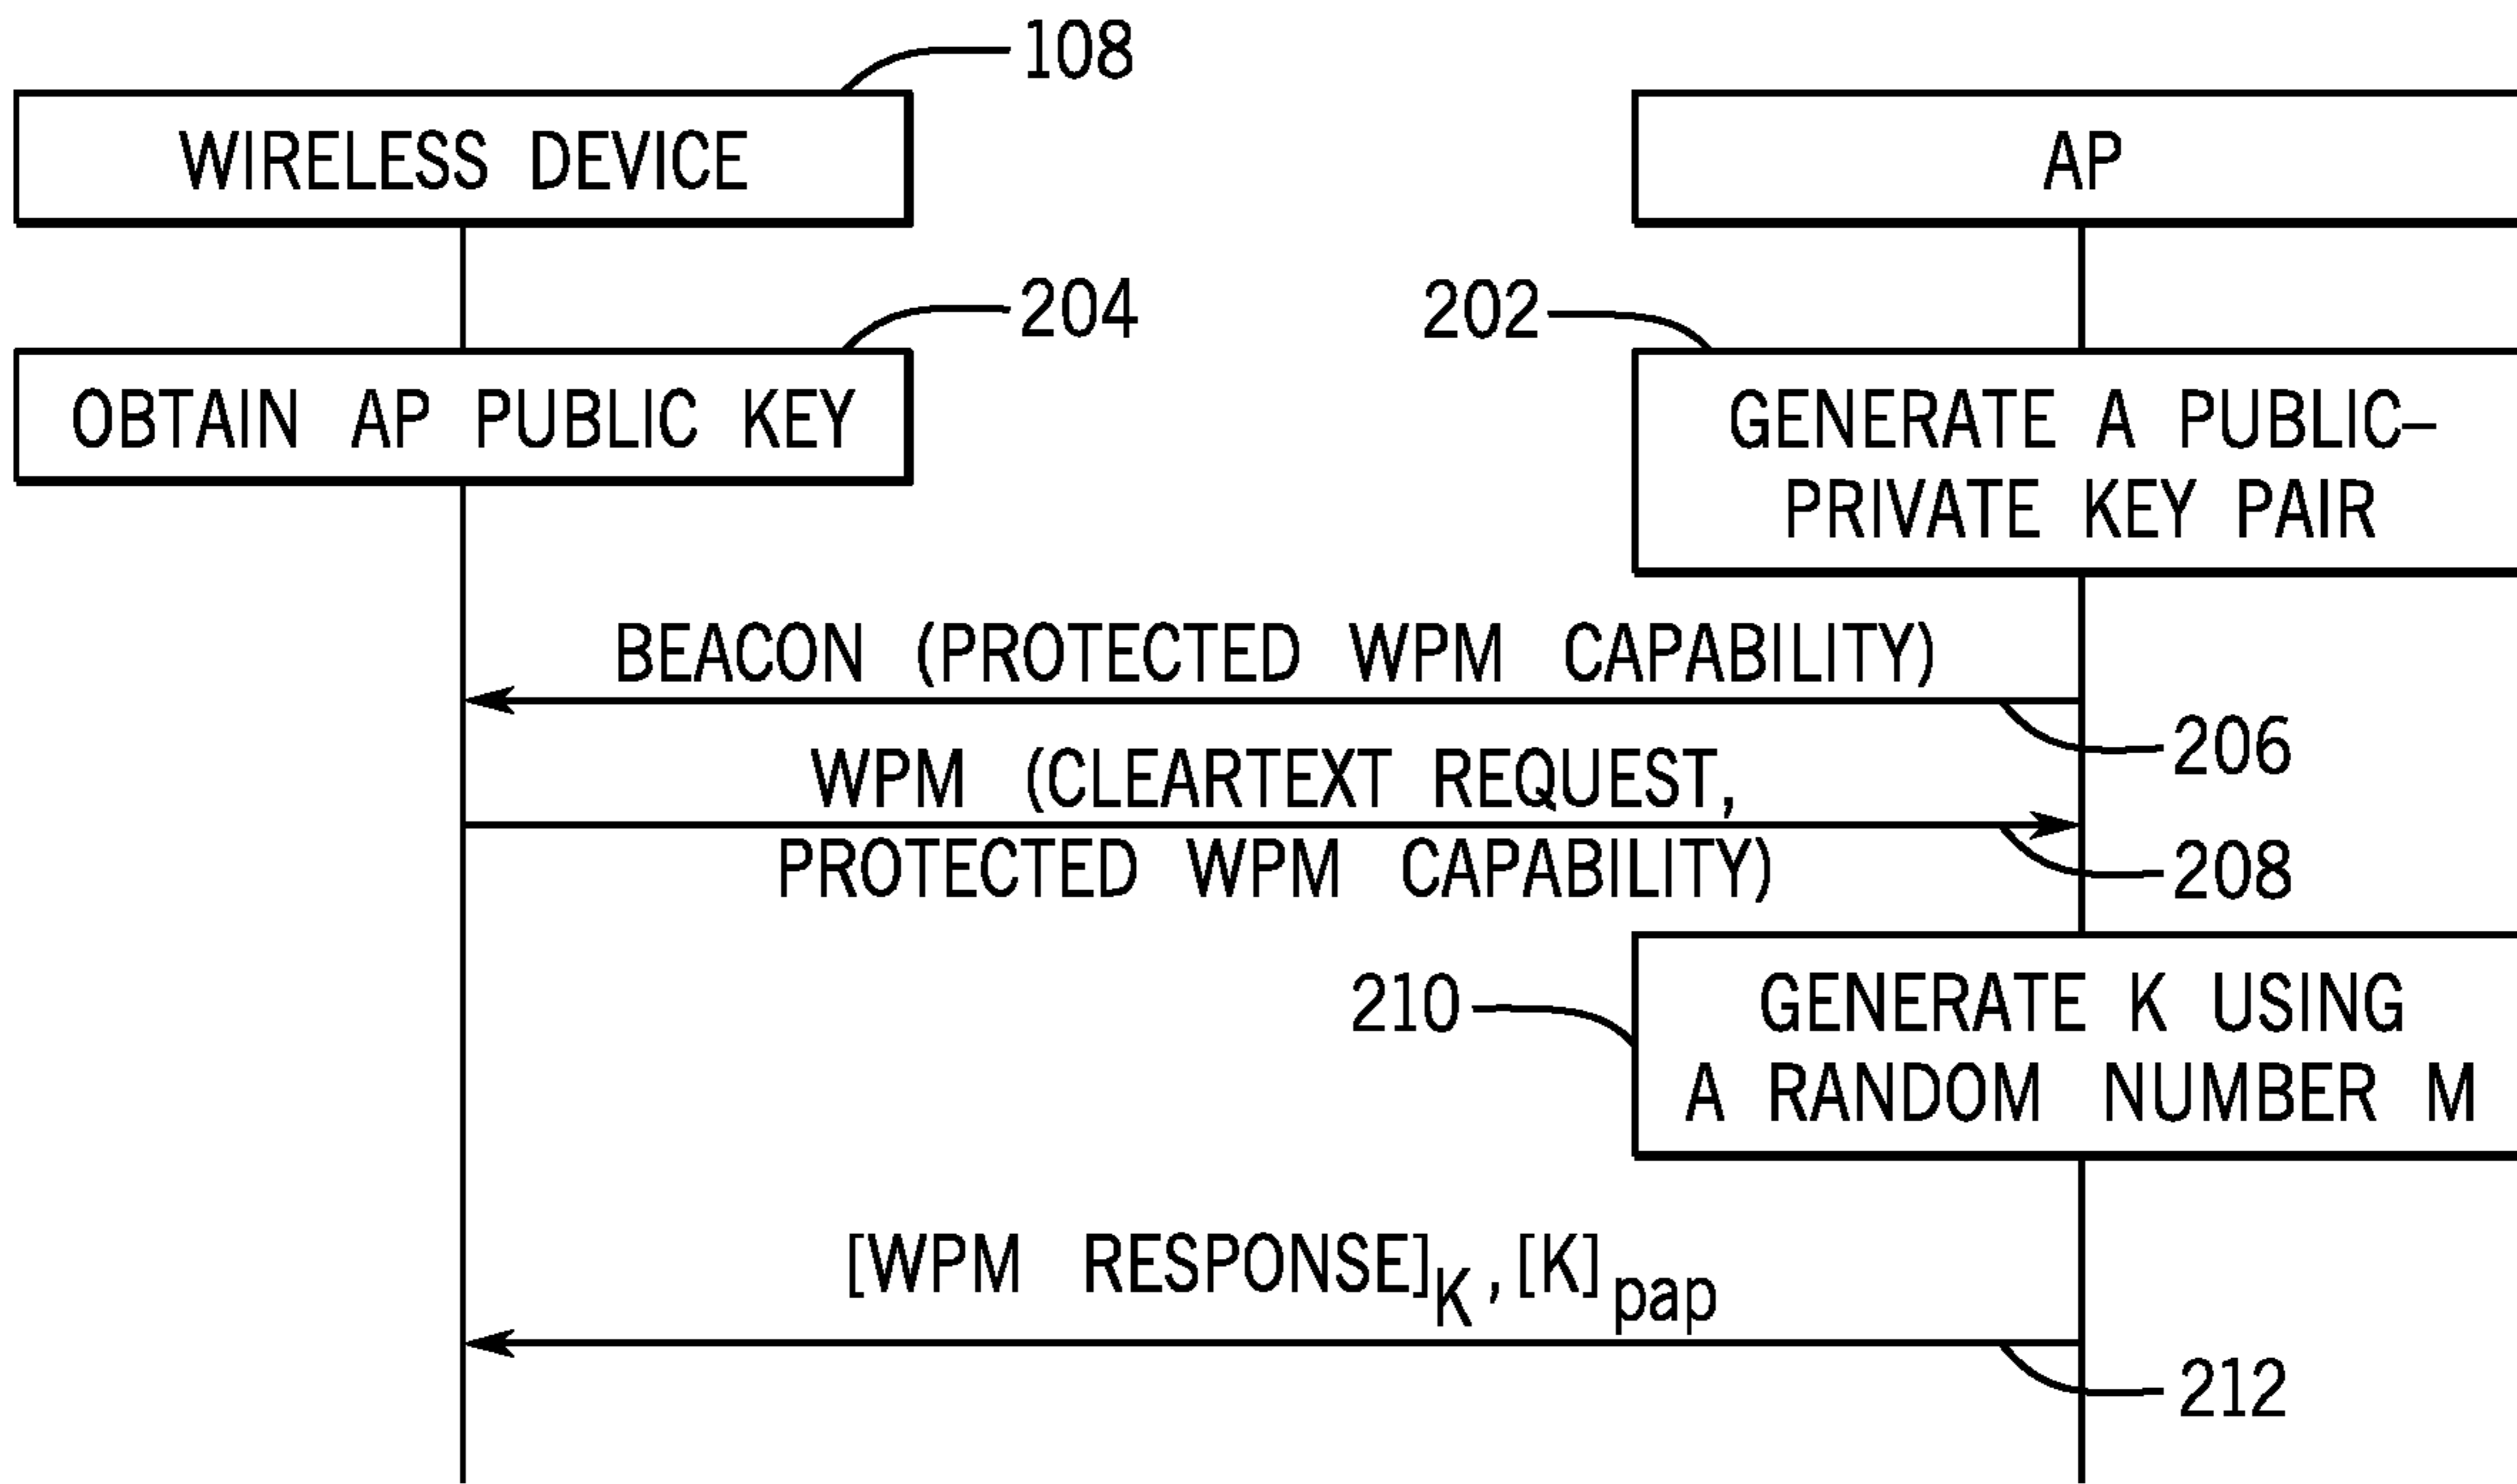 108
WIRELESS DEVICE
AP
204
202
OBTAIN AP PUBLIC KEY
GENERATE A PUBLIC–
PRIVATE KEY PAIR
BEACON (PROTECTED WPM CAPABILITY)
206
WPM (CLEARTEXT REQUEST,
PROTECTED WPM CAPABILITY)
208
210
GENERATE K USING
A RANDOM NUMBER M
[WPM RESPONSE]K, [K]pap
212